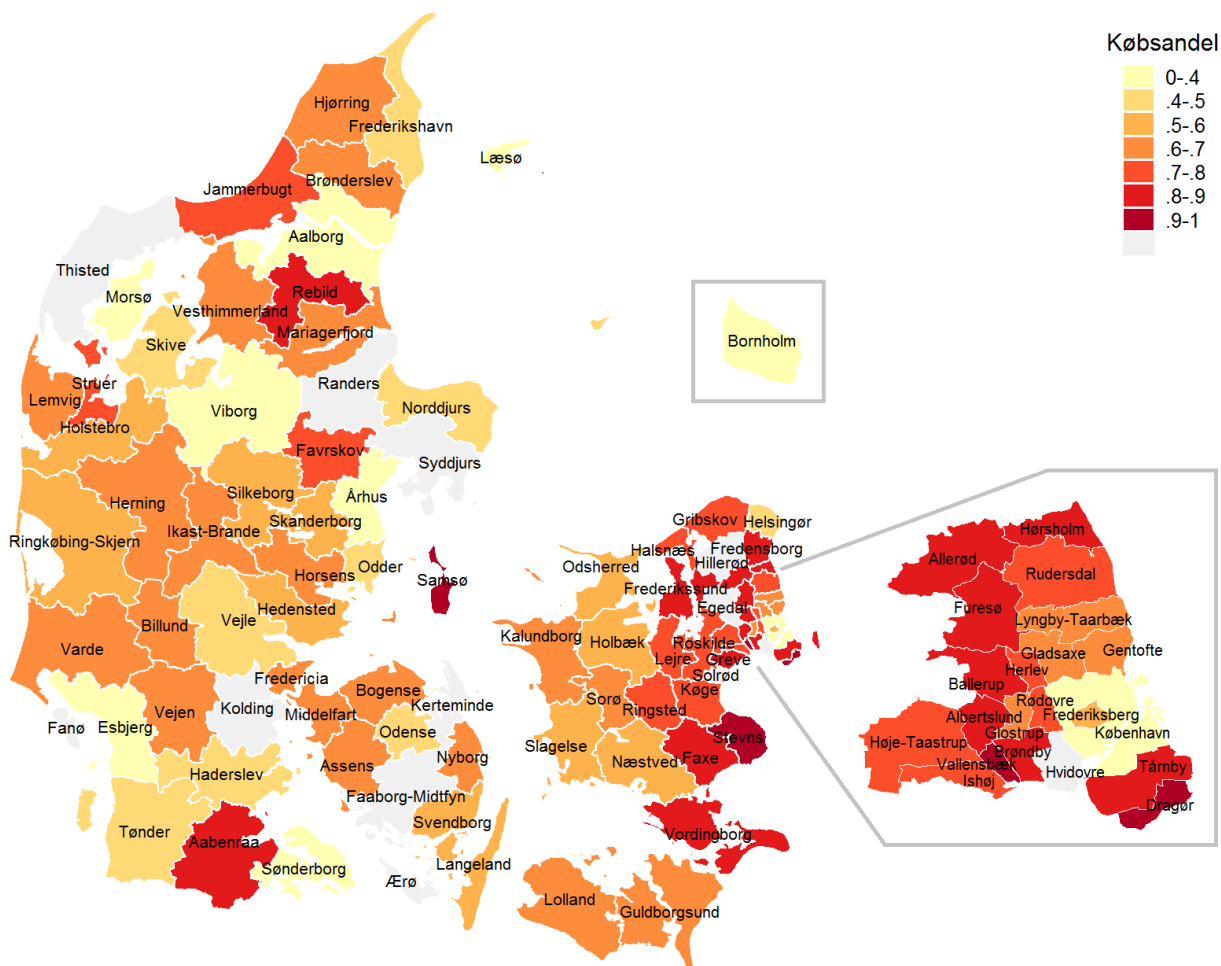 Købsandel
0-.4
.4-.5
.5-.6
.6-.7
.7-.8
.8-.9
.9-1
Hjørring
Frederikshavn
Læsø
Brønderslev
Jammerbugt
Aalborg
Thisted
Rebild
Morsø
Vesthimmerland
Mariagerfjord
Skive
Bornholm
Struer
Randers
Lemvig
Viborg
Norddjurs
Holstebro
Favrskov
Syddjurs
Silkeborg
Århus
Herning
Skanderborg
Ikast-Brande
Ringkøbing-Skjern
Odder
Horsens
Samsø
Hedensted
Vejle
Billund
Varde
Fredericia
Bogense
Kolding
Middelfart
Kerteminde
Vejen
Esbjerg
Fanø
Odense
Nyborg
Assens
Haderslev
Faaborg-Midtfyn
Svendborg
Tønder
Aabenraa
Langeland
Sønderborg
Ærø
Gribskov
Helsingør
Halsnæs
Fredensborg
Hillerød
Odsherred
Frederikssund
Egedal
Kalundborg
Holbæk
Roskilde
Lejre
Greve
Solrød
Køge
Sorø
Ringsted
Stevns
Slagelse
Næstved
Faxe
Vordingborg
Lolland
Guldborgsund
Hørsholm
Allerød
Rudersdal
Furesø
Lyngby-Taarbæk
Gladsaxe
Gentofte
Herlev
Ballerup
Rødovre
Albertslund
Frederiksberg
Glostrup
København
Høje-Taastrup
Brøndby
Vallensbæk
Hvidovre
Ishøj
Tårnby
Dragør